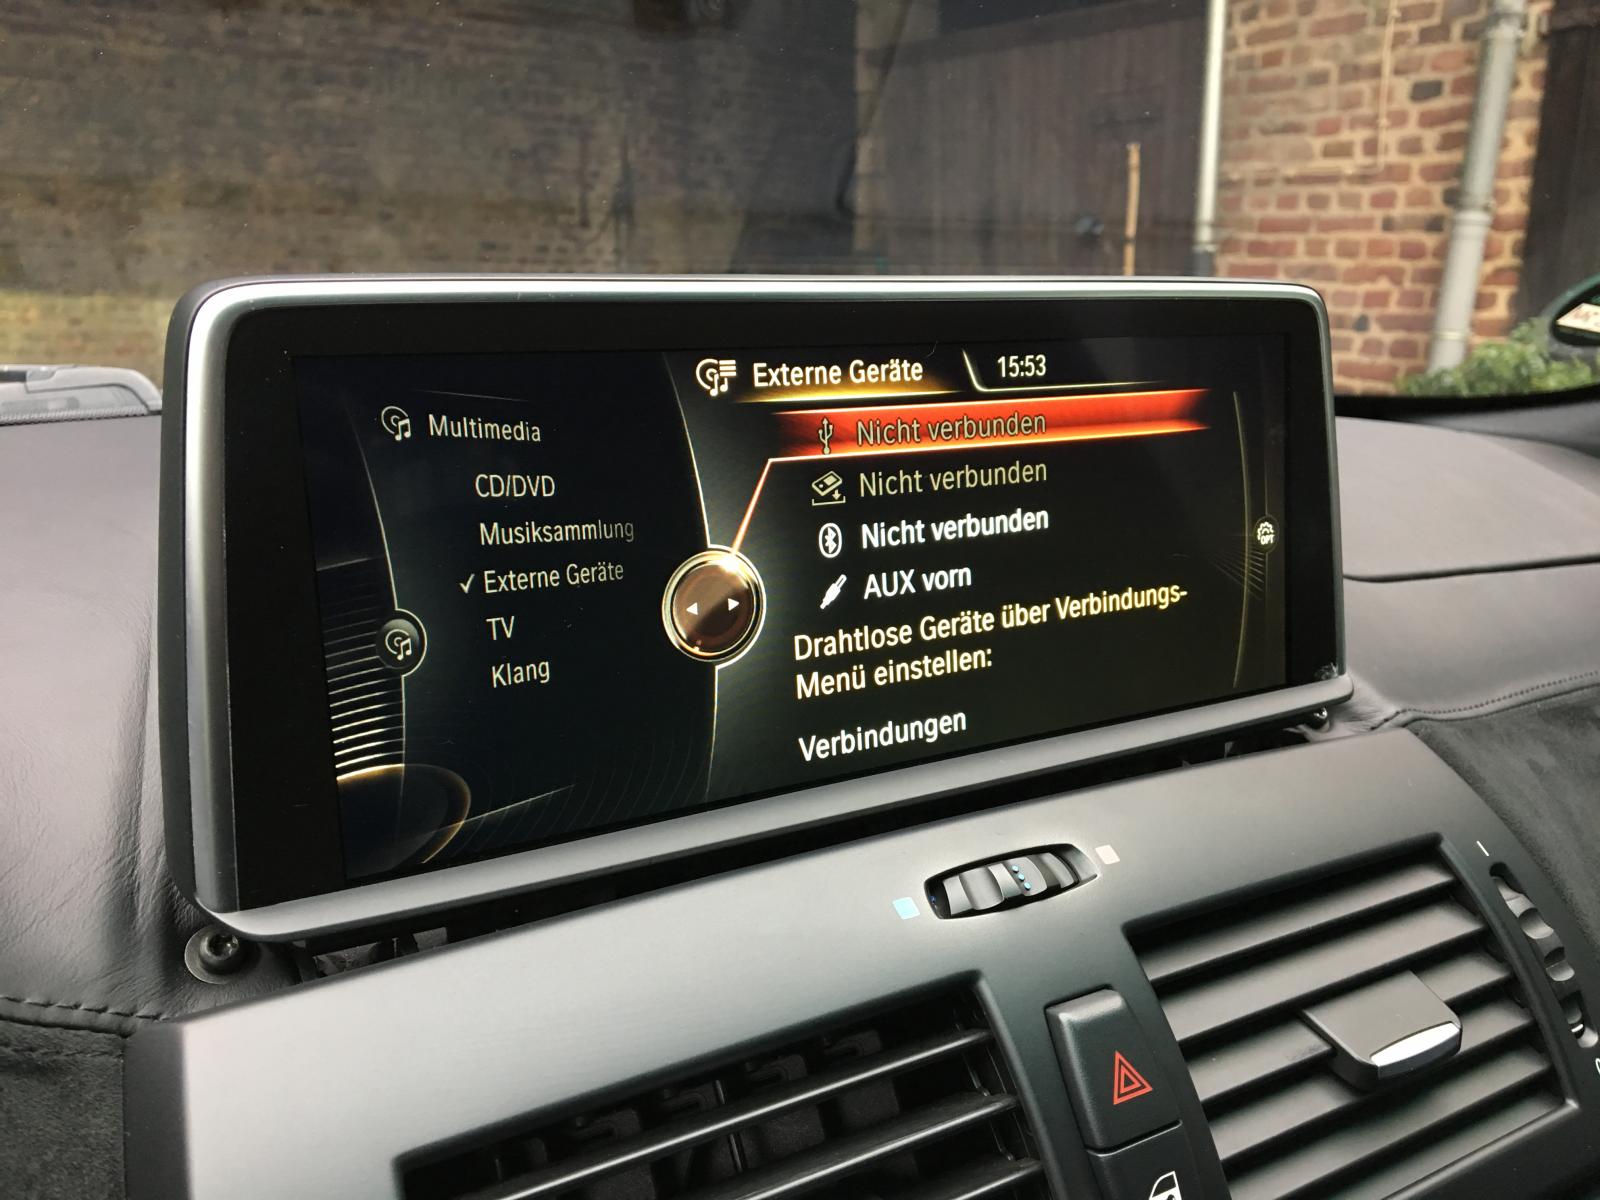 Externe Geräte 15:53
Multimedia
CD/DVD
Musiksammlung
✓ Externe Geräte
TV
Klang
Nicht verbunden
Nicht verbunden
Nicht verbunden
AUX vorn
Drahtlose Geräte über Verbindungs-
Menü einstellen:
Verbindungen
OPT